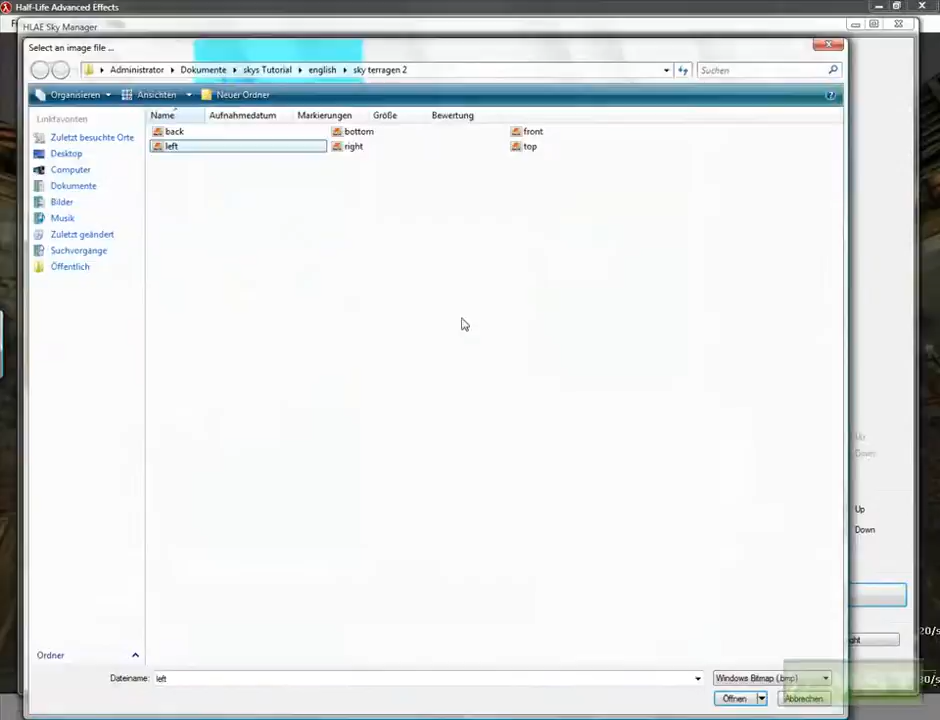 Half-Life Advanced Effects
HLAE Sky Manager
Select an image file ...
Administrator Dokumente skys Tutorial english sky terragen 2 Suchen
Organisieren Ansichten Neuer Ordner
Linkfavoriten
Name Aufnahmedatum Markierungen Größe Bewertung
Zuletzt besuchte Orte
Desktop
Computer
Dokumente
Bilder
Musik
Zuletzt geändert
Suchvorgänge
Öffentlich
back bottom front
left right top
Down
Up
Down
Ordner
Dateiname: left Windows Bitmap (.bmp)
Öffnen Abbrechen